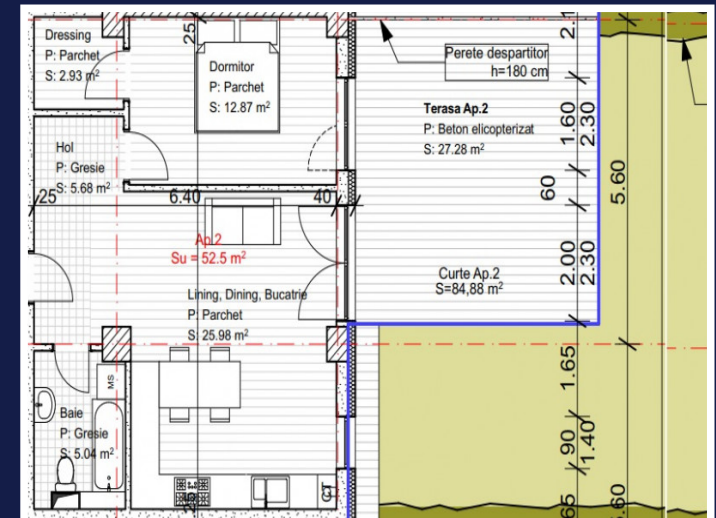 Dressing
P: Parchet
S: 2.93 m²
25
Dormitor
P: Parchet
S: 12.87 m²
Perete despartitor
h=180 cm
Terasa Ap.2
P: Beton elicopterizat
S: 27.28 m²
2.1
1.60
2.30
5.60
60
Hol
P: Gresie
S: 5.68 m²
25
6.40
40
Ap.2
Su = 52.5 m²
Lining, Dining, Bucatrie
P: Parchet
S: 25.98 m²
Curte Ap.2
S=84,88 m²
2.00
2.30
1.65
MS
Baie
P: Gresie
S: 5.04 m²
90
1.40
25
CT
65
.60